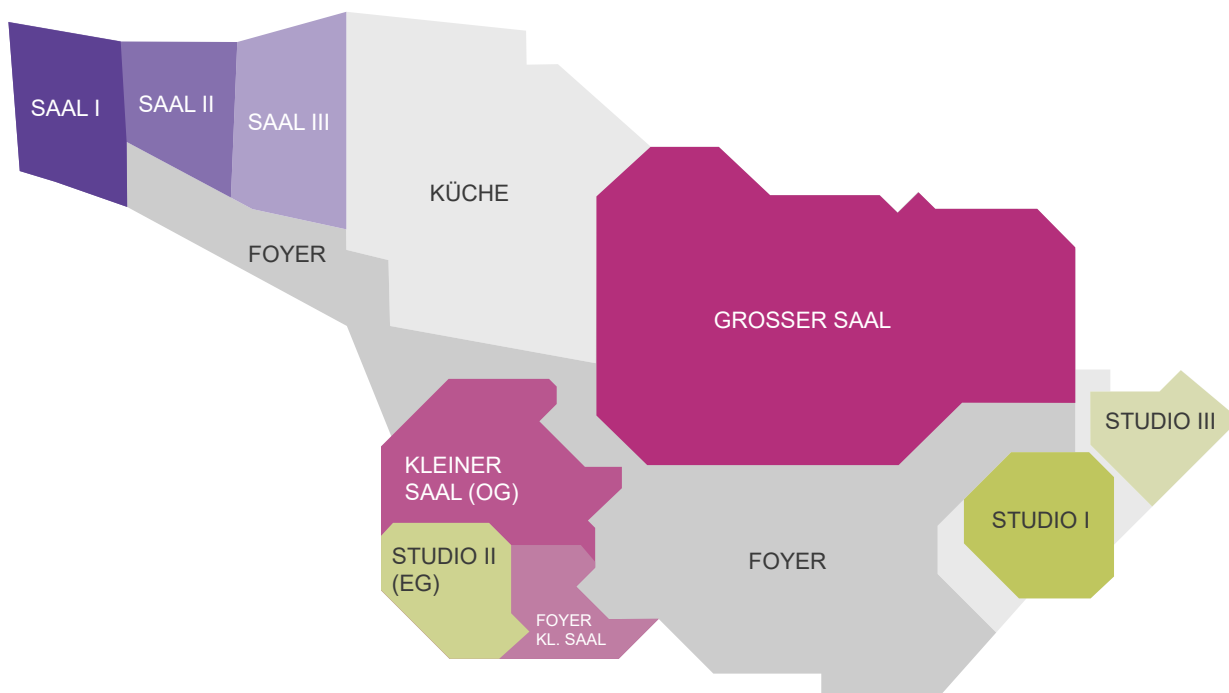 SAAL I
SAAL II
SAAL III
KÜCHE
FOYER
GROSSER SAAL
STUDIO III
KLEINER
SAAL (OG)
STUDIO I
STUDIO II
(EG)
FOYER
FOYER
KL. SAAL